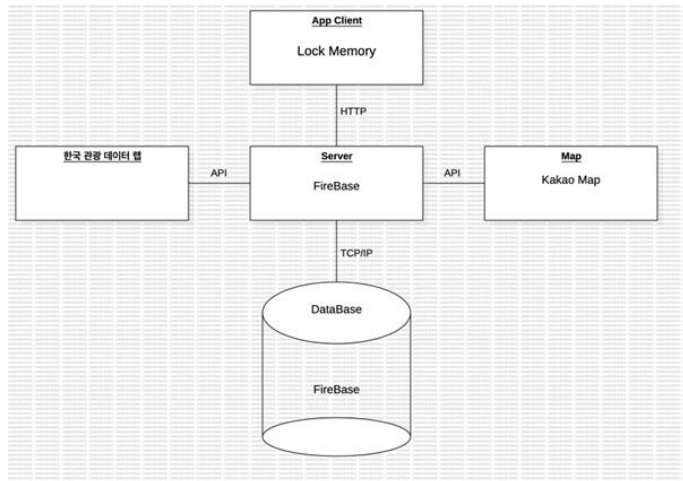 App Client
Lock Memory
HTTP
한국 관광 데이터 랩
API
Server
FireBase
API
Map
Kakao Map
TCP/IP
DataBase
FireBase